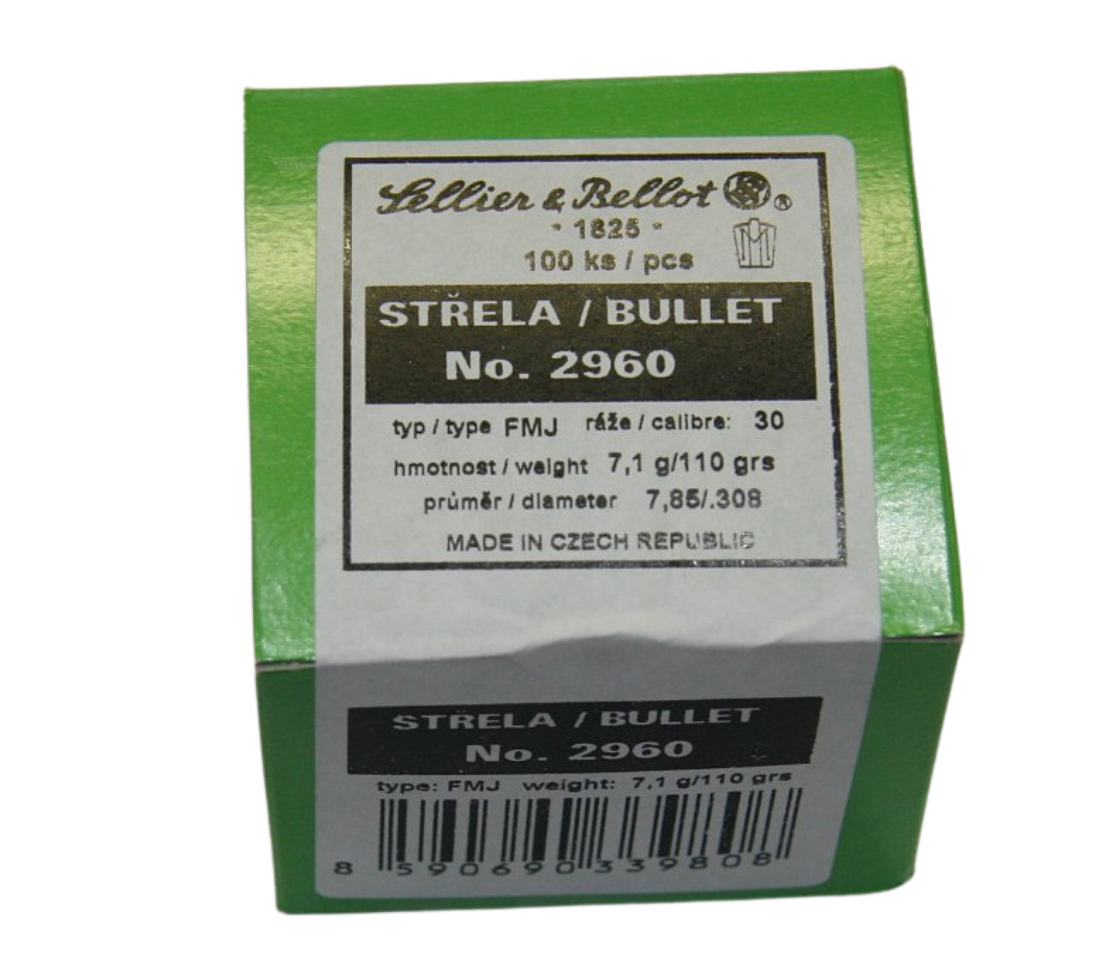 Sellier & Bellot ®
- 1825 -
100 ks / pcs
STŘELA / BULLET
No. 2960
typ / type FMJ ráže / calibre: 30
hmotnost / weight 7,1 g/110 grs
průměr / diameter 7,85/.308
MADE IN CZECH REPUBLIC
STŘELA / BULLET
No. 2960
type: FMJ weight: 7,1 g/110 grs
8 590690 339808